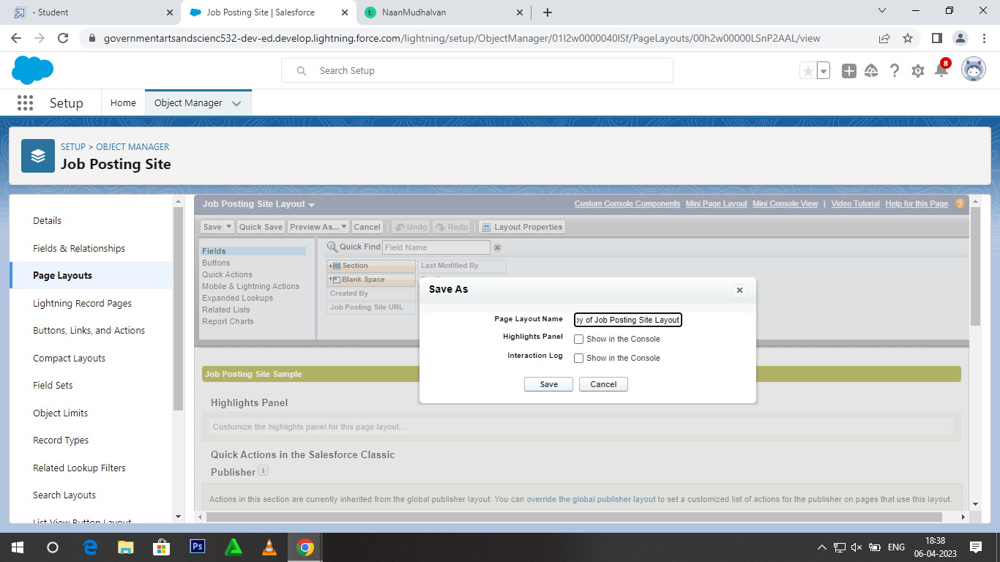 - Student
Job Posting Site | Salesforce
NaanMudhalvan
governmentartsandscienc532-dev-ed.develop.lightning.force.com/lightning/setup/ObjectManager/01I2w0000040ISf/PageLayouts/00h2w00000LSnP2AAL/view
Search Setup
8
Setup
Home
Object Manager
SETUP > OBJECT MANAGER
Job Posting Site
Details
Fields & Relationships
Page Layouts
Lightning Record Pages
Buttons, Links, and Actions
Compact Layouts
Field Sets
Object Limits
Record Types
Related Lookup Filters
Search Layouts
List View Button Layout
Job Posting Site Layout
Custom Console Components Mini Page Layout Mini Console View | Video Tutorial Help for this Page
Save Quick Save Preview As... Cancel Undo Redo Layout Properties
Fields
Buttons
Quick Actions
Mobile & Lightning Actions
Expanded Lookups
Related Lists
Report Charts
Quick Find Field Name
Section
Last Modified By
Blank Space
Created By
Job Posting Site URL
Save As
Page Layout Name
py of Job Posting Site Layout
Highlights Panel
Show in the Console
Interaction Log
Show in the Console
Save Cancel
Job Posting Site Sample
Highlights Panel
Customize the highlights panel for this page layout...
Quick Actions in the Salesforce Classic
Publisher i
Actions in this section are currently inherited from the global publisher layout. You can override the global publisher layout to set a customized list of actions for the publisher on pages that use this layout.
Ps
ENG
18:38
06-04-2023